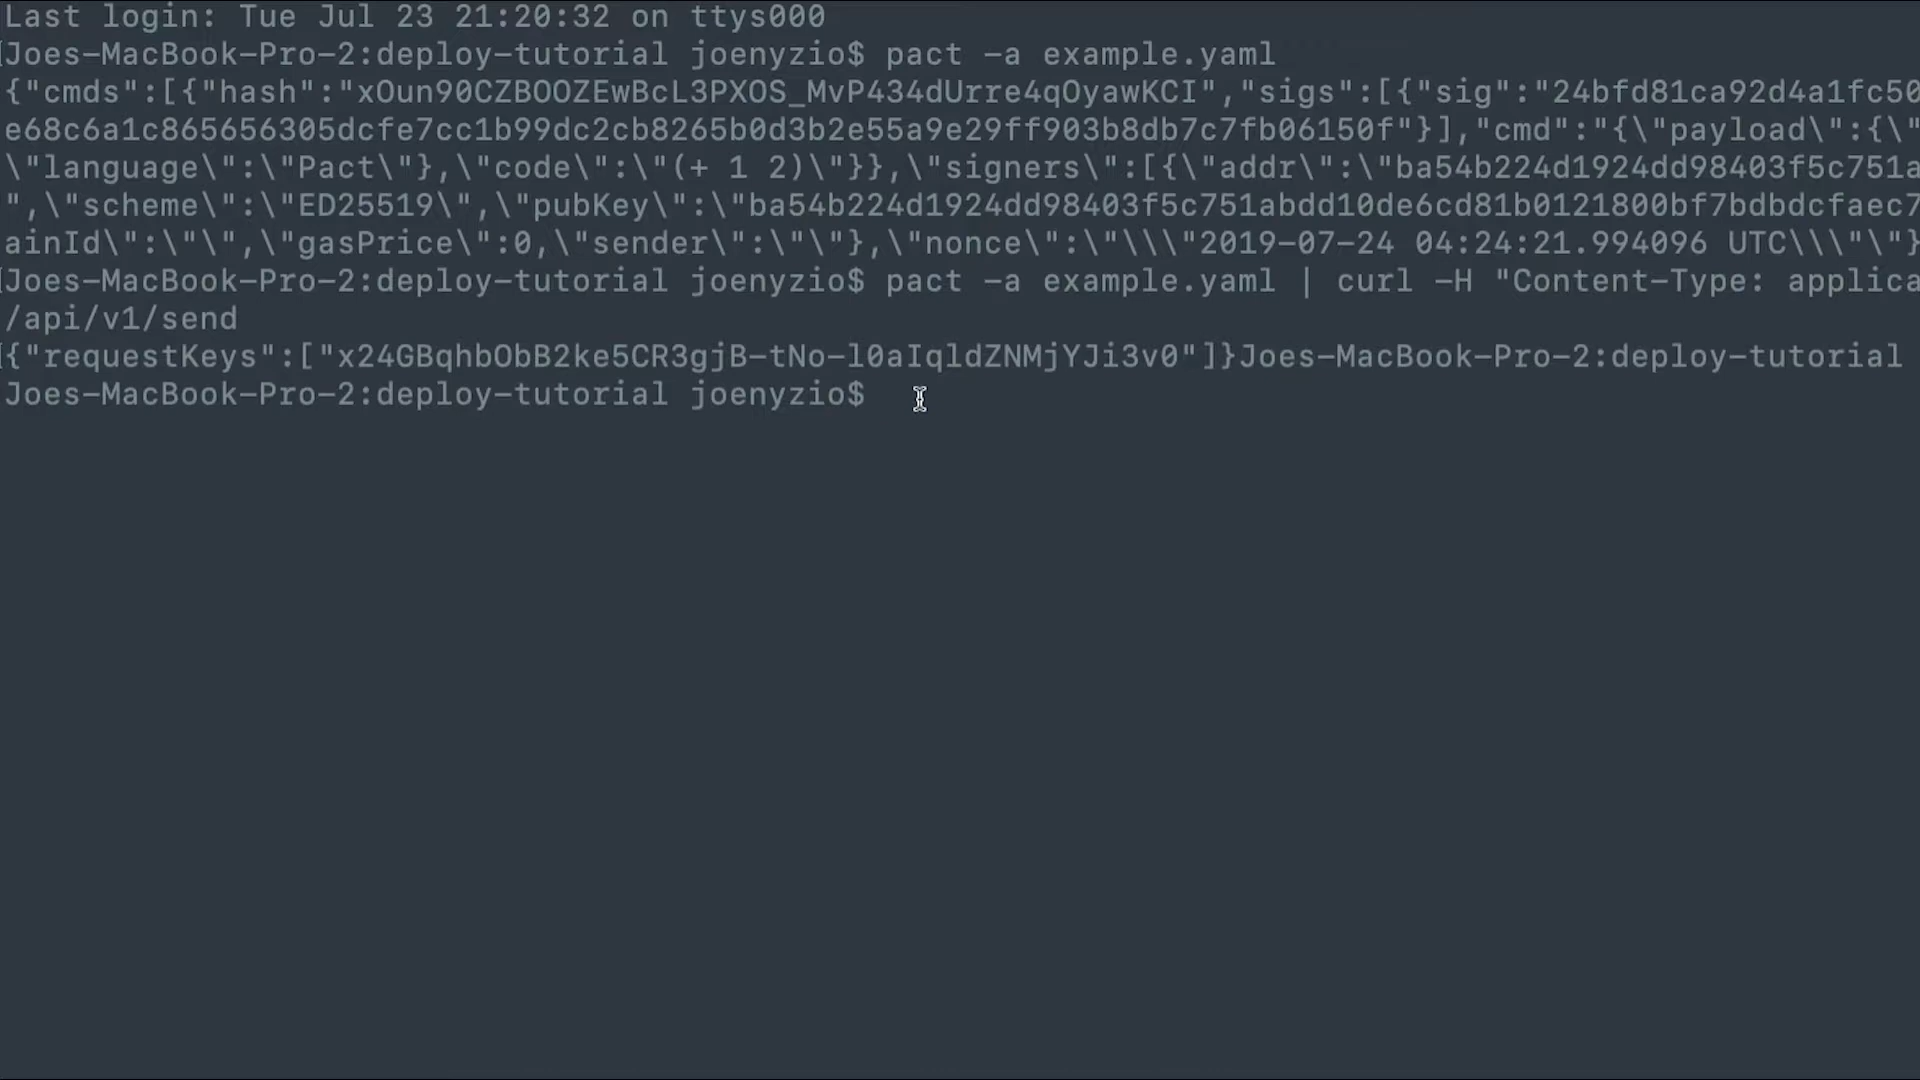 Last login: Tue Jul 23 21:20:32 on ttys000
[Joes-MacBook-Pro-2:deploy-tutorial joenyzio$ pact -a example.yaml
{"cmds":[{"hash":"xOun90CZBOOZEwBcL3PXOS_MvP434dUrre4qOyawKCI","sigs":[{"sig":"24bfd81ca92d4a1fc50
e68c6a1c865656305dcfe7cc1b99dc2cb8265b0d3b2e55a9e29ff903b8db7c7fb06150f"}],"cmd":"{\"payload\":{\"
\"language\":\"Pact\"},\"code\":\"(+ 1 2)\"}},\"signers\":[{\"addr\":\"ba54b224d1924dd98403f5c751a
",\"scheme\":\"ED25519\",\"pubKey\":\"ba54b224d1924dd98403f5c751abdd10de6cd81b0121800bf7bdbdcfaec7
ainId\":\"\",\"gasPrice\":0,\"sender\":\"\"},\"nonce\":\"\\\"2019-07-24 04:24:21.994096 UTC\\\"\"}
[Joes-MacBook-Pro-2:deploy-tutorial joenyzio$ pact -a example.yaml | curl -H "Content-Type: applica
/api/v1/send
[{"requestKeys":["x24GBqhbObB2ke5CR3gjB-tNo-l0aIqldZNMjYJi3v0"]}Joes-MacBook-Pro-2:deploy-tutorial
Joes-MacBook-Pro-2:deploy-tutorial joenyzio$